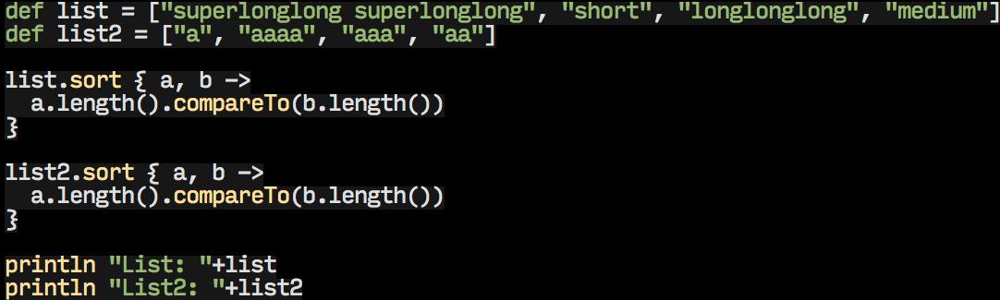 def list = ["superlonglong superlonglong", "short", "longlonglong", "medium"]
def list2 = ["a", "aaaa", "aaa", "aa"]
list.sort { a, b ->
  a.length().compareTo(b.length())
}
list2.sort { a, b ->
  a.length().compareTo(b.length())
}
println "List: "+list
println "List2: "+list2